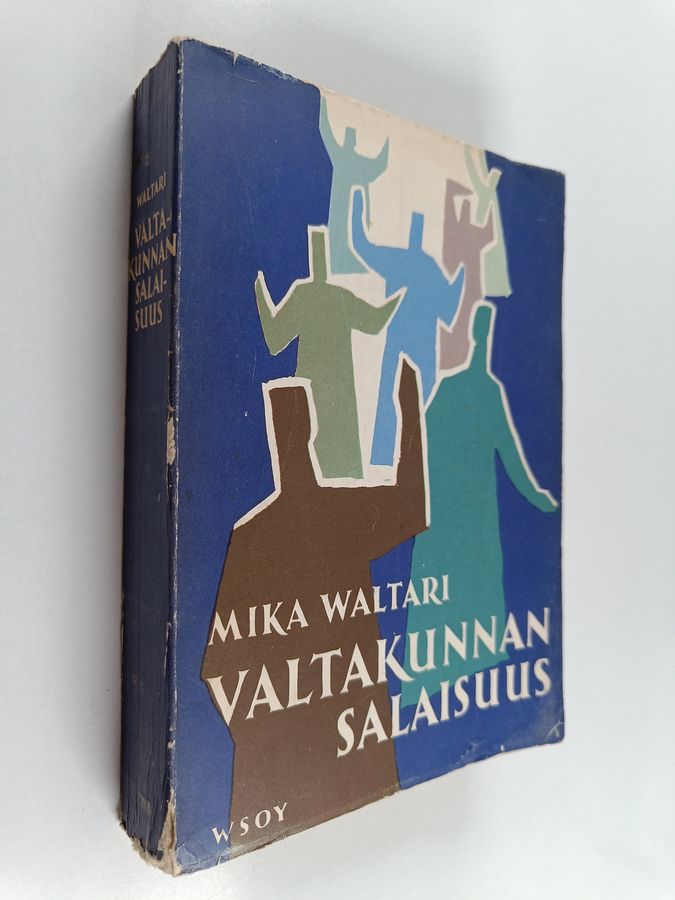 WALTARI
VALTA-
KUNNAN
SALAI-
SUUS
MIKA WALTARI
VALTAKUNNAN
SALAISUUS
WSOY